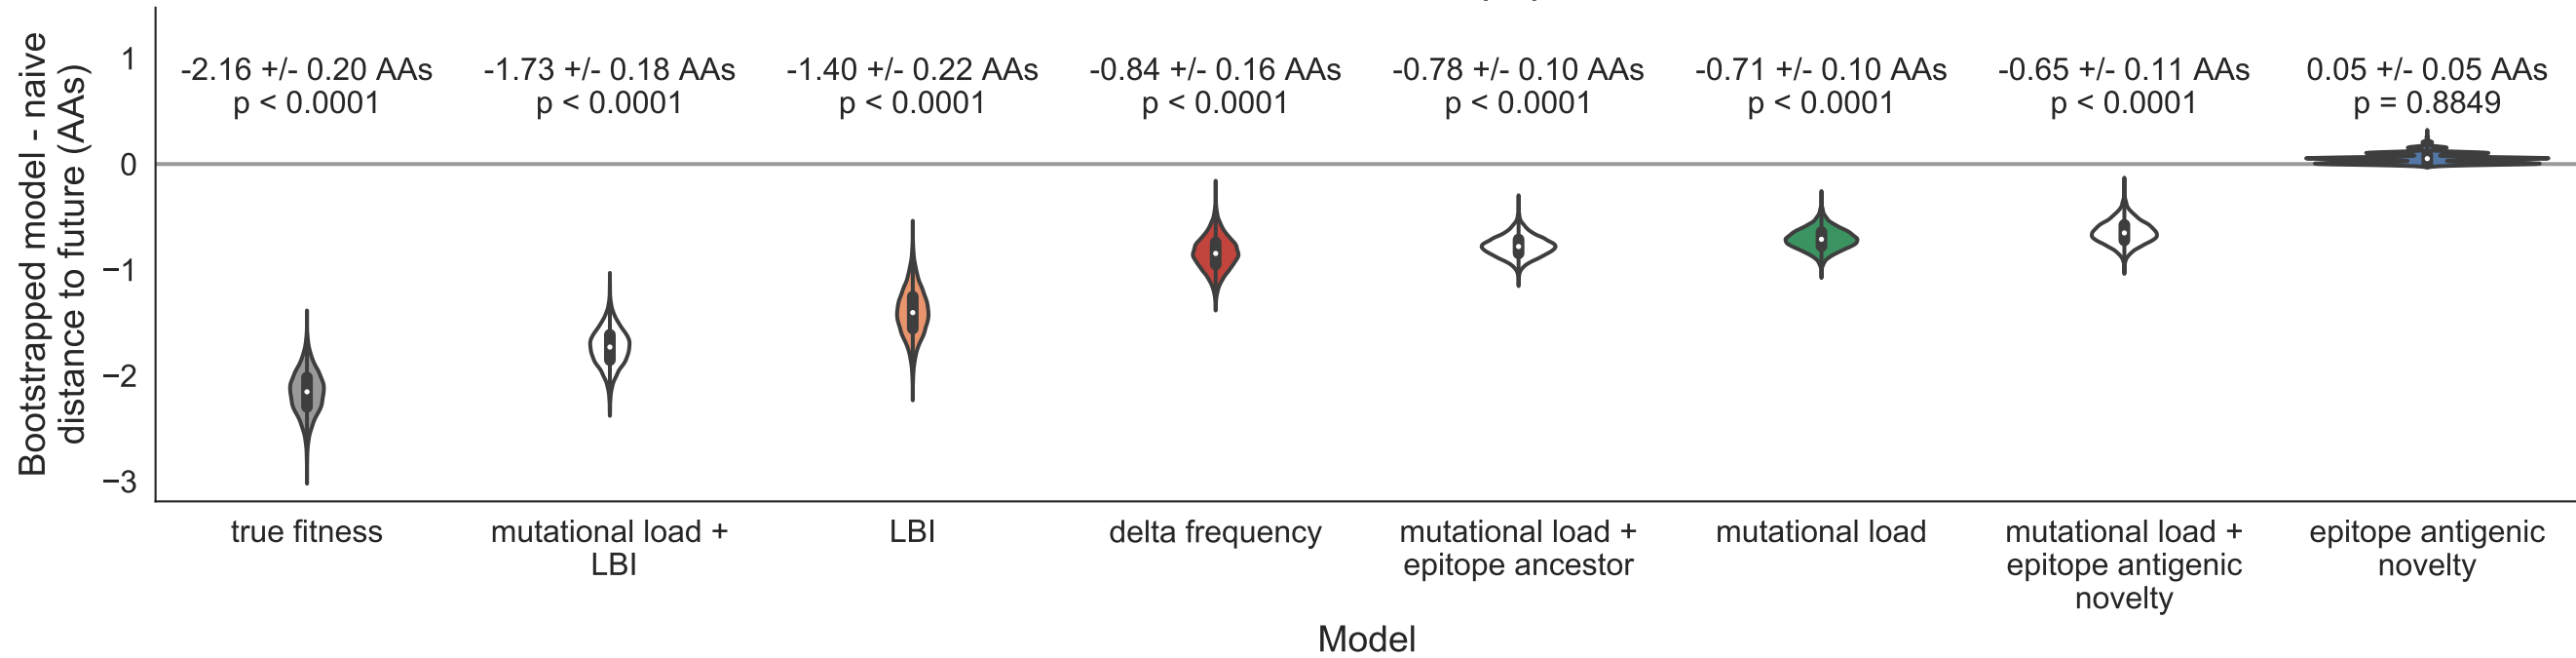 Bootstrapped model - naive
distance to future (AAs)
1
0
−1
−2
−3
-2.16 +/- 0.20 AAs
p < 0.0001
-1.73 +/- 0.18 AAs
p < 0.0001
-1.40 +/- 0.22 AAs
p < 0.0001
-0.84 +/- 0.16 AAs
p < 0.0001
-0.78 +/- 0.10 AAs
p < 0.0001
-0.71 +/- 0.10 AAs
p < 0.0001
-0.65 +/- 0.11 AAs
p < 0.0001
0.05 +/- 0.05 AAs
p = 0.8849
true fitness
mutational load +
LBI
LBI
delta frequency
mutational load +
epitope ancestor
mutational load
mutational load +
epitope antigenic
novelty
epitope antigenic
novelty
Model